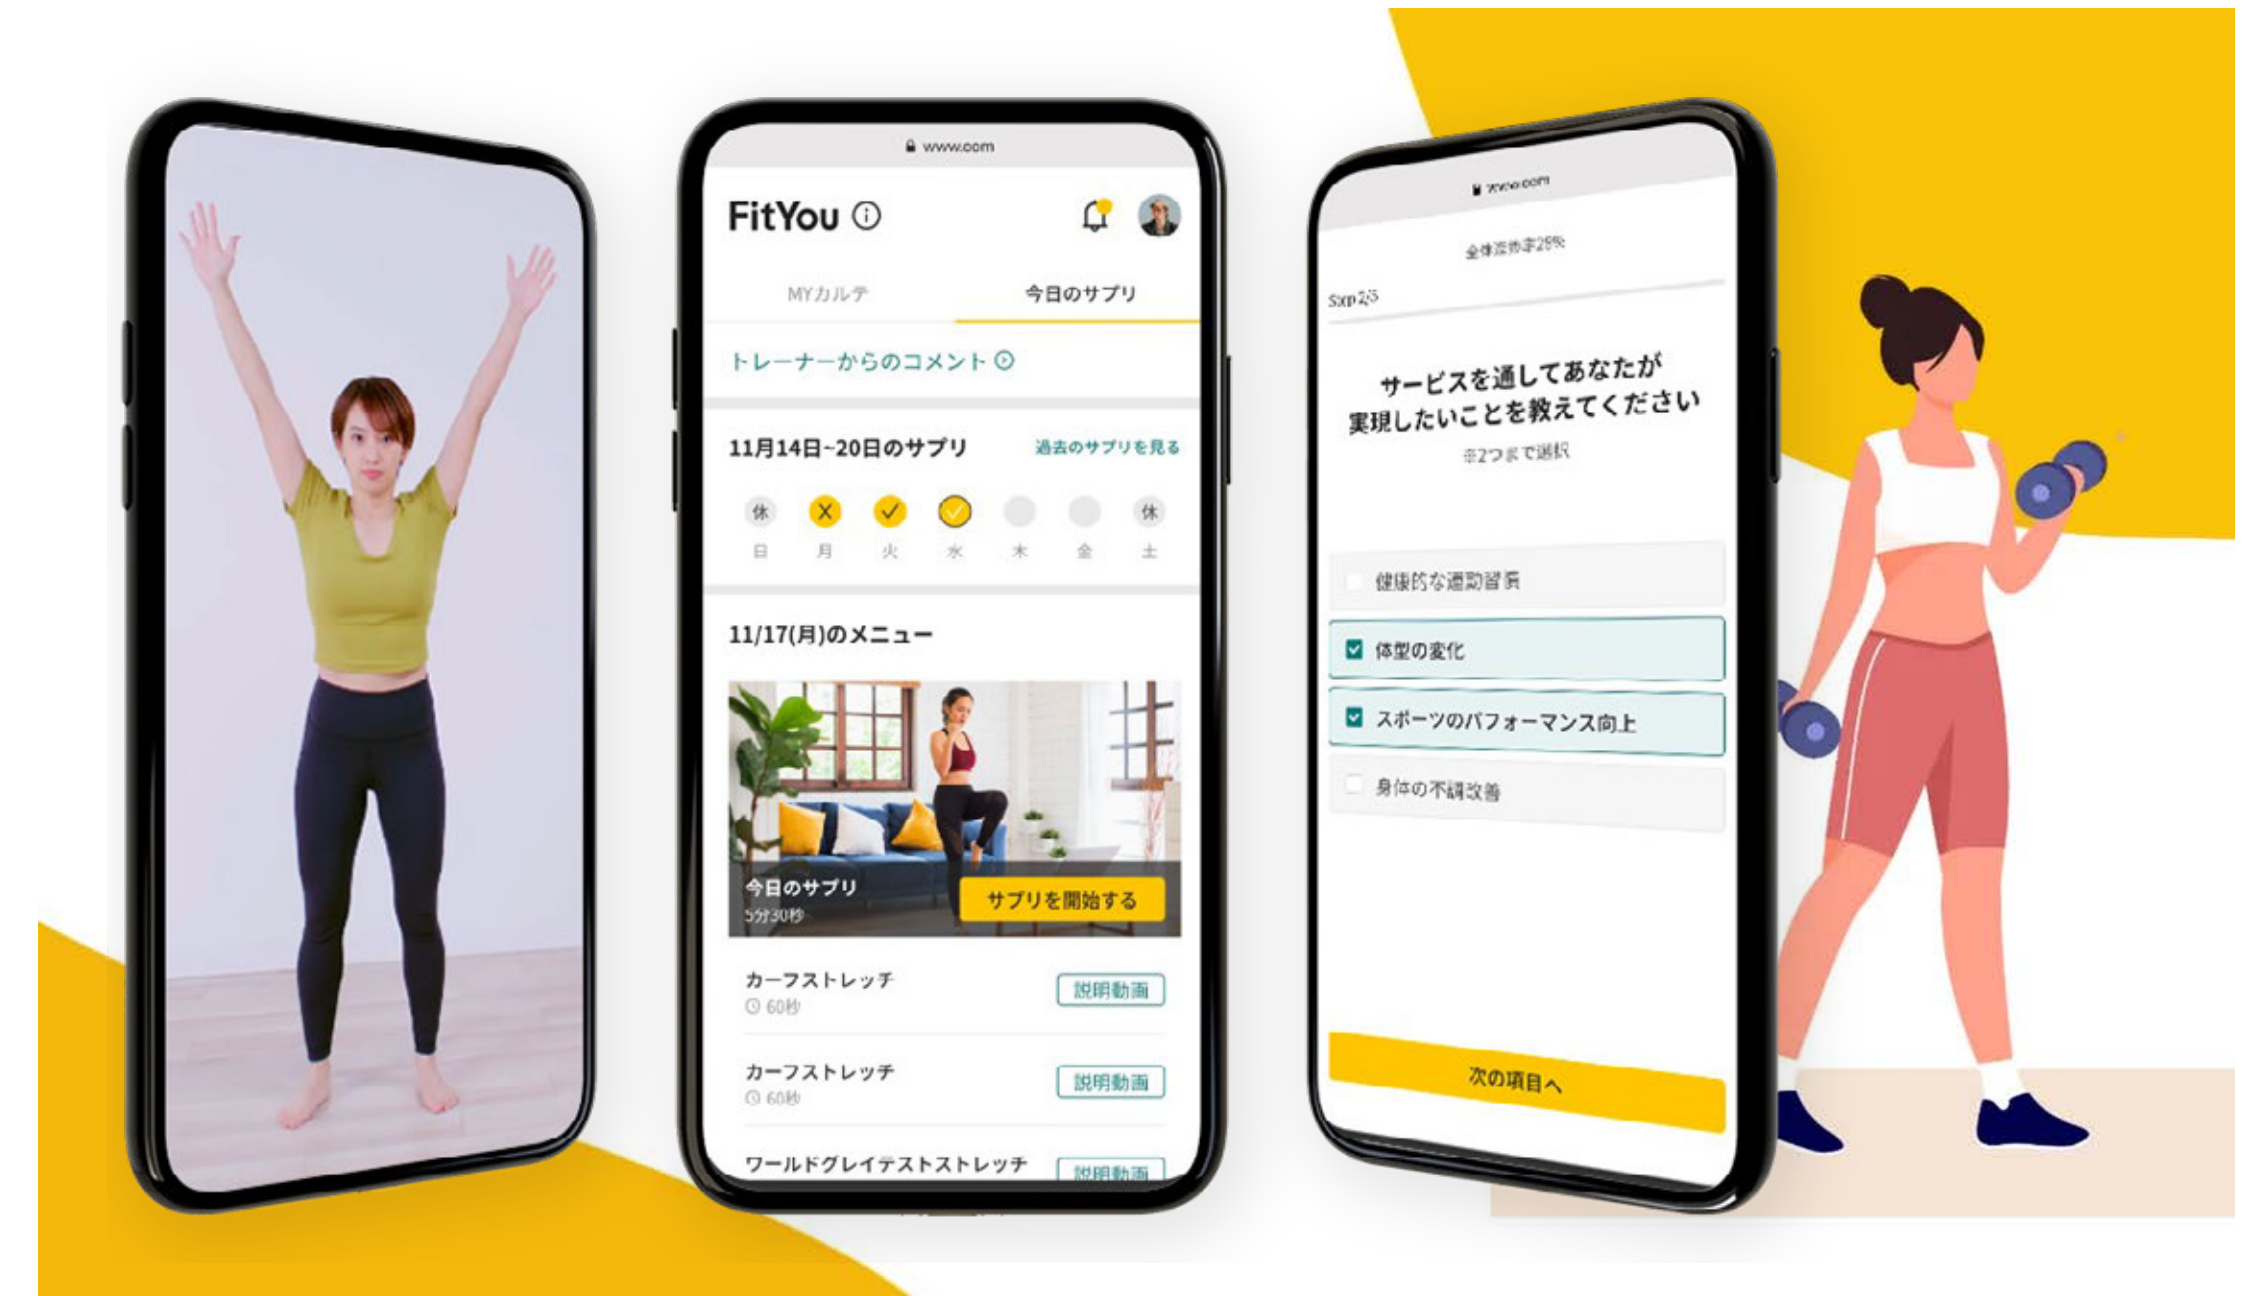 www.com
FitYou
MYカルテ 今日のサプリ
トレーナーからのコメント
11月14日~20日のサプリ 過去のサプリを見る
休 休
日 月 火 水 木 金 土
11/17(月)のメニュー
今日のサプリ
5分30秒
サプリを開始する
カーフストレッチ 説明動画
60秒
カーフストレッチ 説明動画
60秒
ワールドグレイテストストレッチ 説明動画
www.com
Step 2/5
サービスを通してあなたが
実現したいことを教えてください
※2つまで選択
健康的な運動習慣
体型の変化
スポーツのパフォーマンス向上
身体の不調改善
次の項目へ